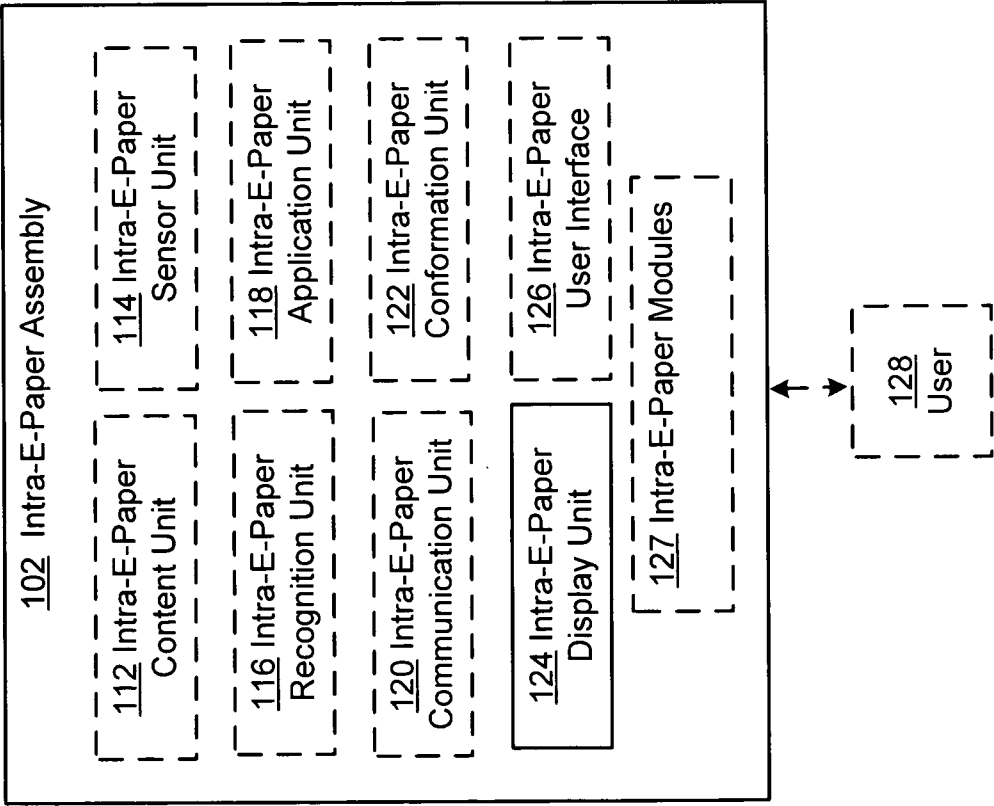 102 Intra-E-Paper Assembly
112 Intra-E-Paper
Content Unit
114 Intra-E-Paper
Sensor Unit
116 Intra-E-Paper
Recognition Unit
118 Intra-E-Paper
Application Unit
120 Intra-E-Paper
Communication Unit
122 Intra-E-Paper
Conformation Unit
124 Intra-E-Paper
Display Unit
126 Intra-E-Paper
User Interface
127 Intra-E-Paper Modules
128
User